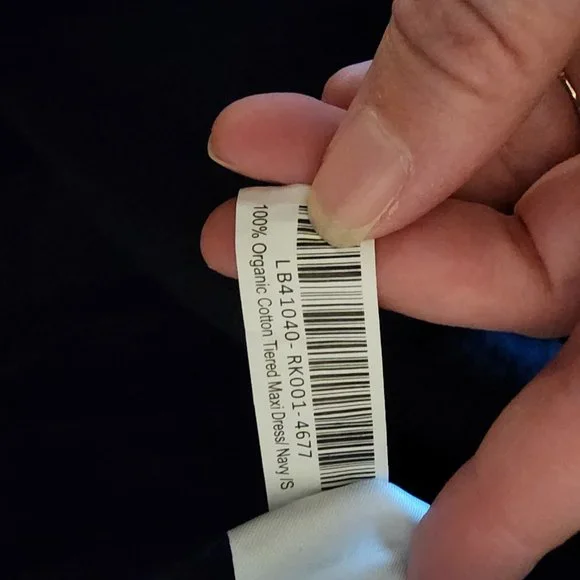 LB41040-RK001-4677
100% Organic Cotton Tiered Maxi Dress/ Navy /S